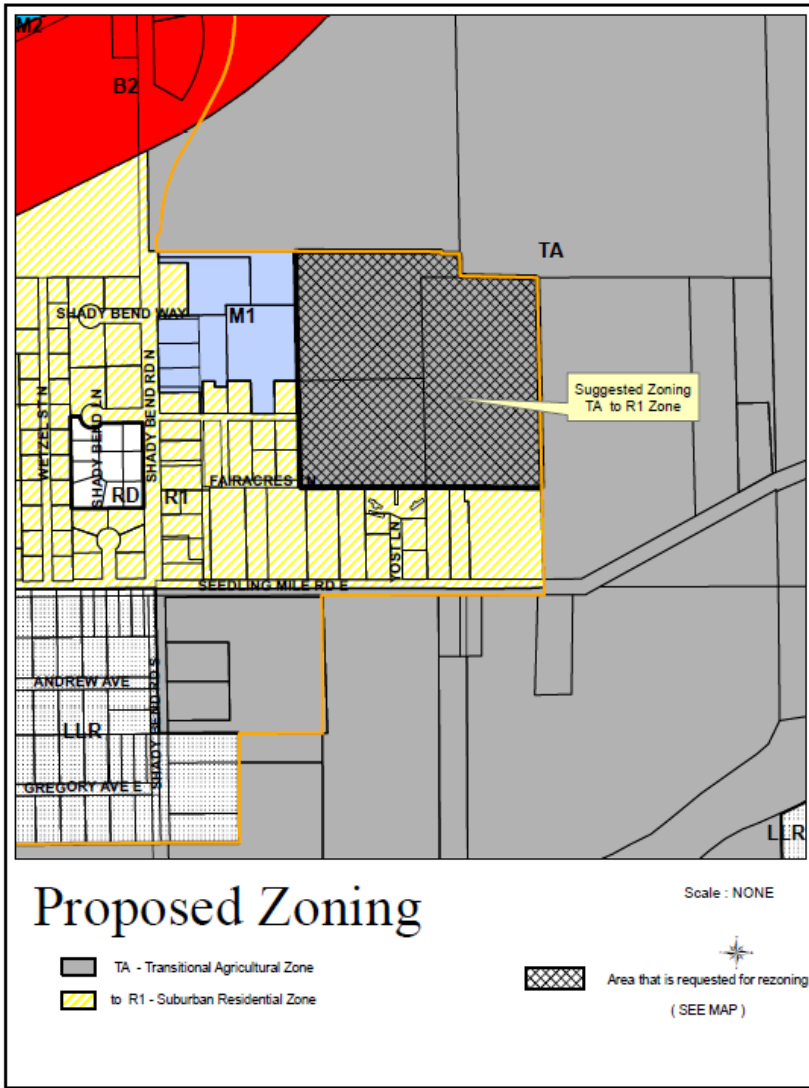 M2
B2
TA
SHADY BEND WAY
M1
Suggested Zoning
TA to R1 Zone
WETZEL ST N
SHADY BEND LN
SHADY BEND RD N
RD
R1
FAIRACRES LN
YOST LN
SEEDLING MILE RD E
ANDREW AVE
SHADY BEND RD S
LLR
GREGORY AVE E
LLR
Proposed Zoning
Scale : NONE
TA - Transitional Agricultural Zone
to R1 - Suburban Residential Zone
Area that is requested for rezoning
( SEE MAP )